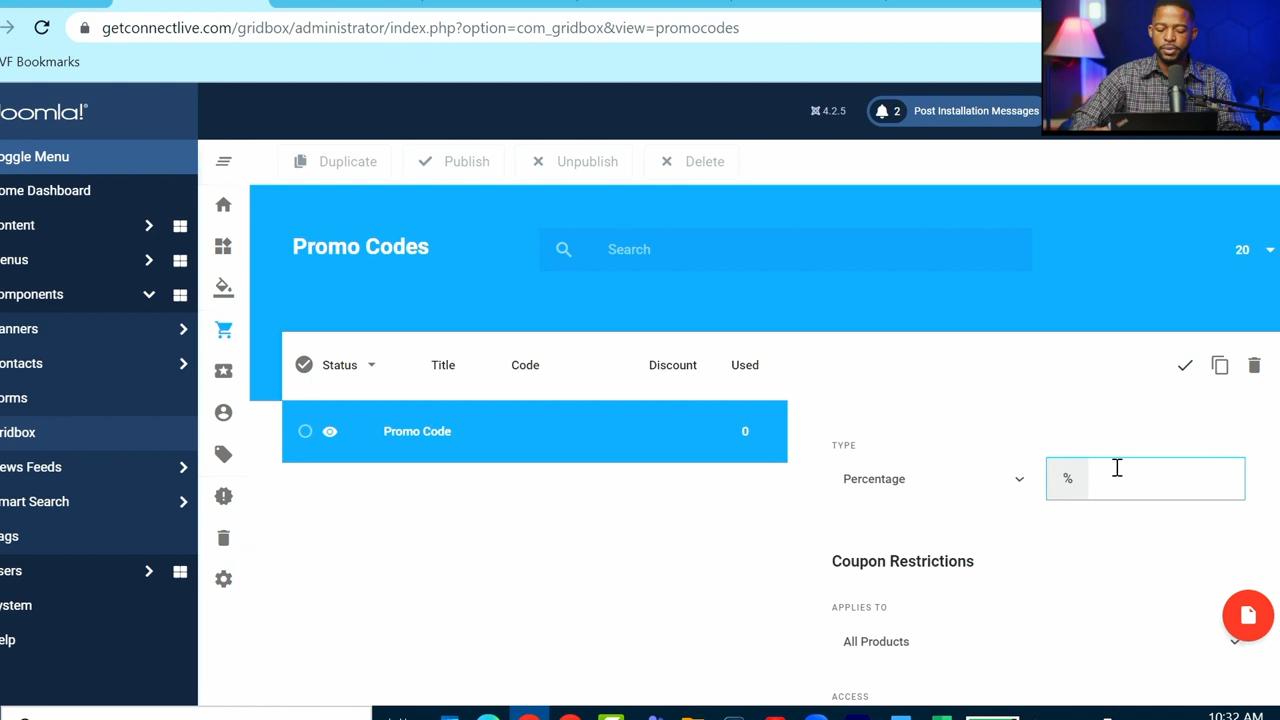 getconnectlive.com/gridbox/administrator/index.php?option=com_gridbox&view=promocodes
VF Bookmarks
oomla!®
4.2.5
2
Post Installation Messages
oggle Menu
ome Dashboard
ontent
enus
omponents
anners
ontacts
orms
ridbox
ews Feeds
mart Search
ags
sers
ystem
elp
Duplicate
Publish
Unpublish
Delete
Promo Codes
Search
20
Status
Title
Code
Discount
Used
Promo Code
0
TYPE
Percentage
%
Coupon Restrictions
APPLIES TO
All Products
ACCESS
10:32 AM